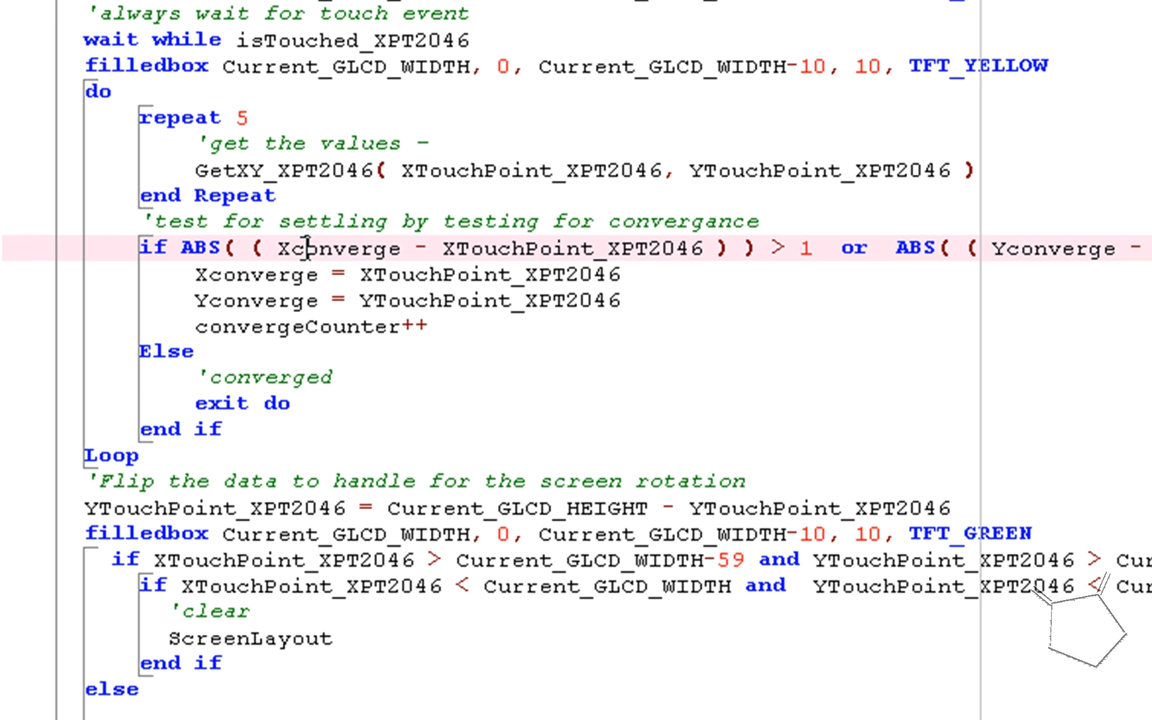 'always wait for touch event
wait while isTouched_XPT2046
filledbox Current_GLCD_WIDTH, 0, Current_GLCD_WIDTH-10, 10, TFT_YELLOW
do
repeat 5
'get the values -
GetXY_XPT2046( XTouchPoint_XPT2046, YTouchPoint_XPT2046 )
end Repeat
'test for settling by testing for convergance
if ABS( ( Xconverge - XTouchPoint_XPT2046 ) ) > 1 or ABS( ( Yconverge -
Xconverge = XTouchPoint_XPT2046
Yconverge = YTouchPoint_XPT2046
convergeCounter++
Else
'converged
exit do
end if
Loop
'Flip the data to handle for the screen rotation
YTouchPoint_XPT2046 = Current_GLCD_HEIGHT - YTouchPoint_XPT2046
filledbox Current_GLCD_WIDTH, 0, Current_GLCD_WIDTH-10, 10, TFT_GREEN
if XTouchPoint_XPT2046 > Current_GLCD_WIDTH-59 and YTouchPoint_XPT2046 > Cur
if XTouchPoint_XPT2046 < Current_GLCD_WIDTH and YTouchPoint_XPT2046 < Cur
'clear
ScreenLayout
end if
else